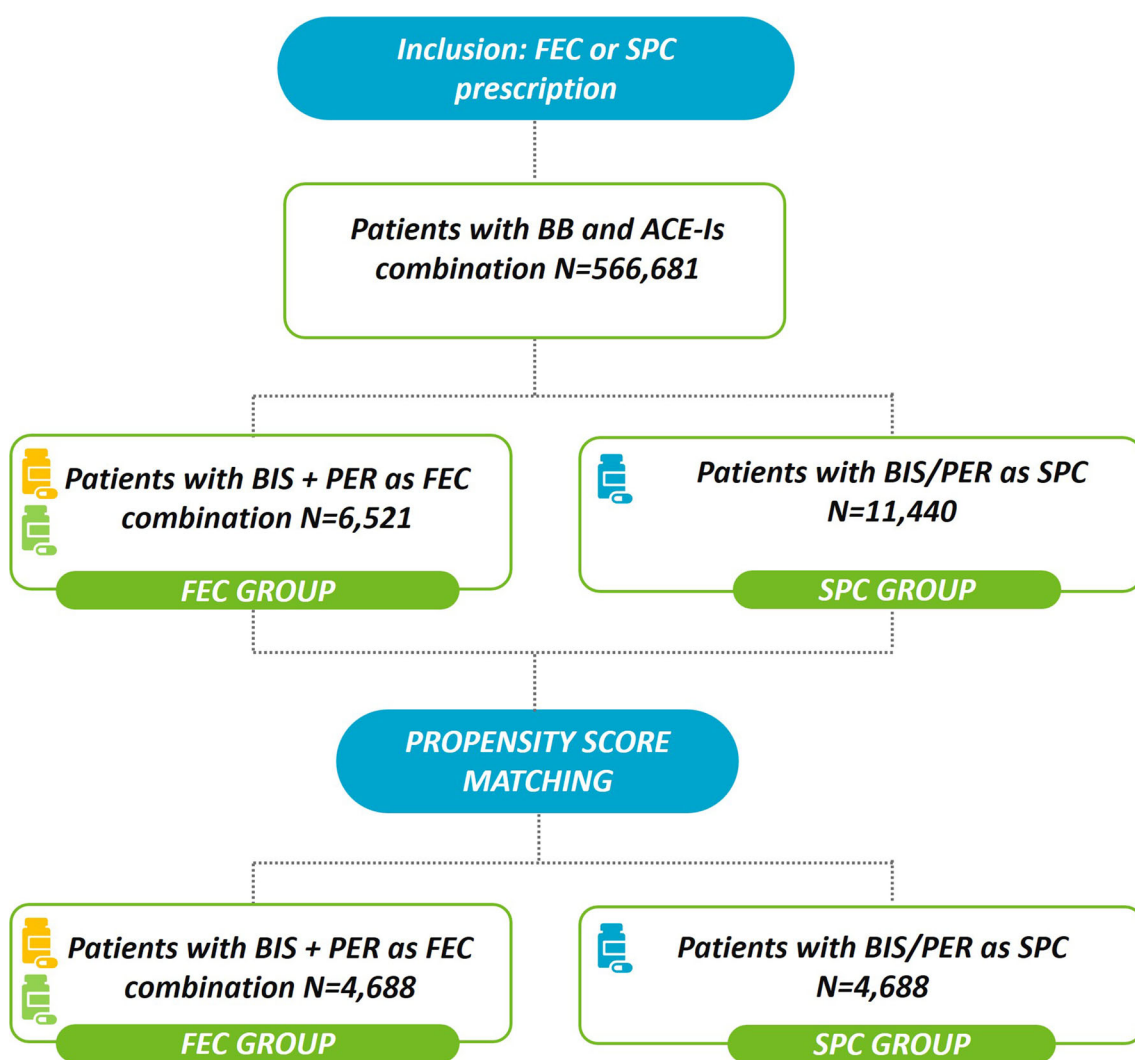 Inclusion: FEC or SPC
prescription
Patients with BB and ACE-Is
combination N=566,681
Patients with BIS + PER as FEC
combination N=6,521
FEC GROUP
Patients with BIS/PER as SPC
N=11,440
SPC GROUP
PROPENSITY SCORE
MATCHING
Patients with BIS + PER as FEC
combination N=4,688
FEC GROUP
Patients with BIS/PER as SPC
N=4,688
SPC GROUP